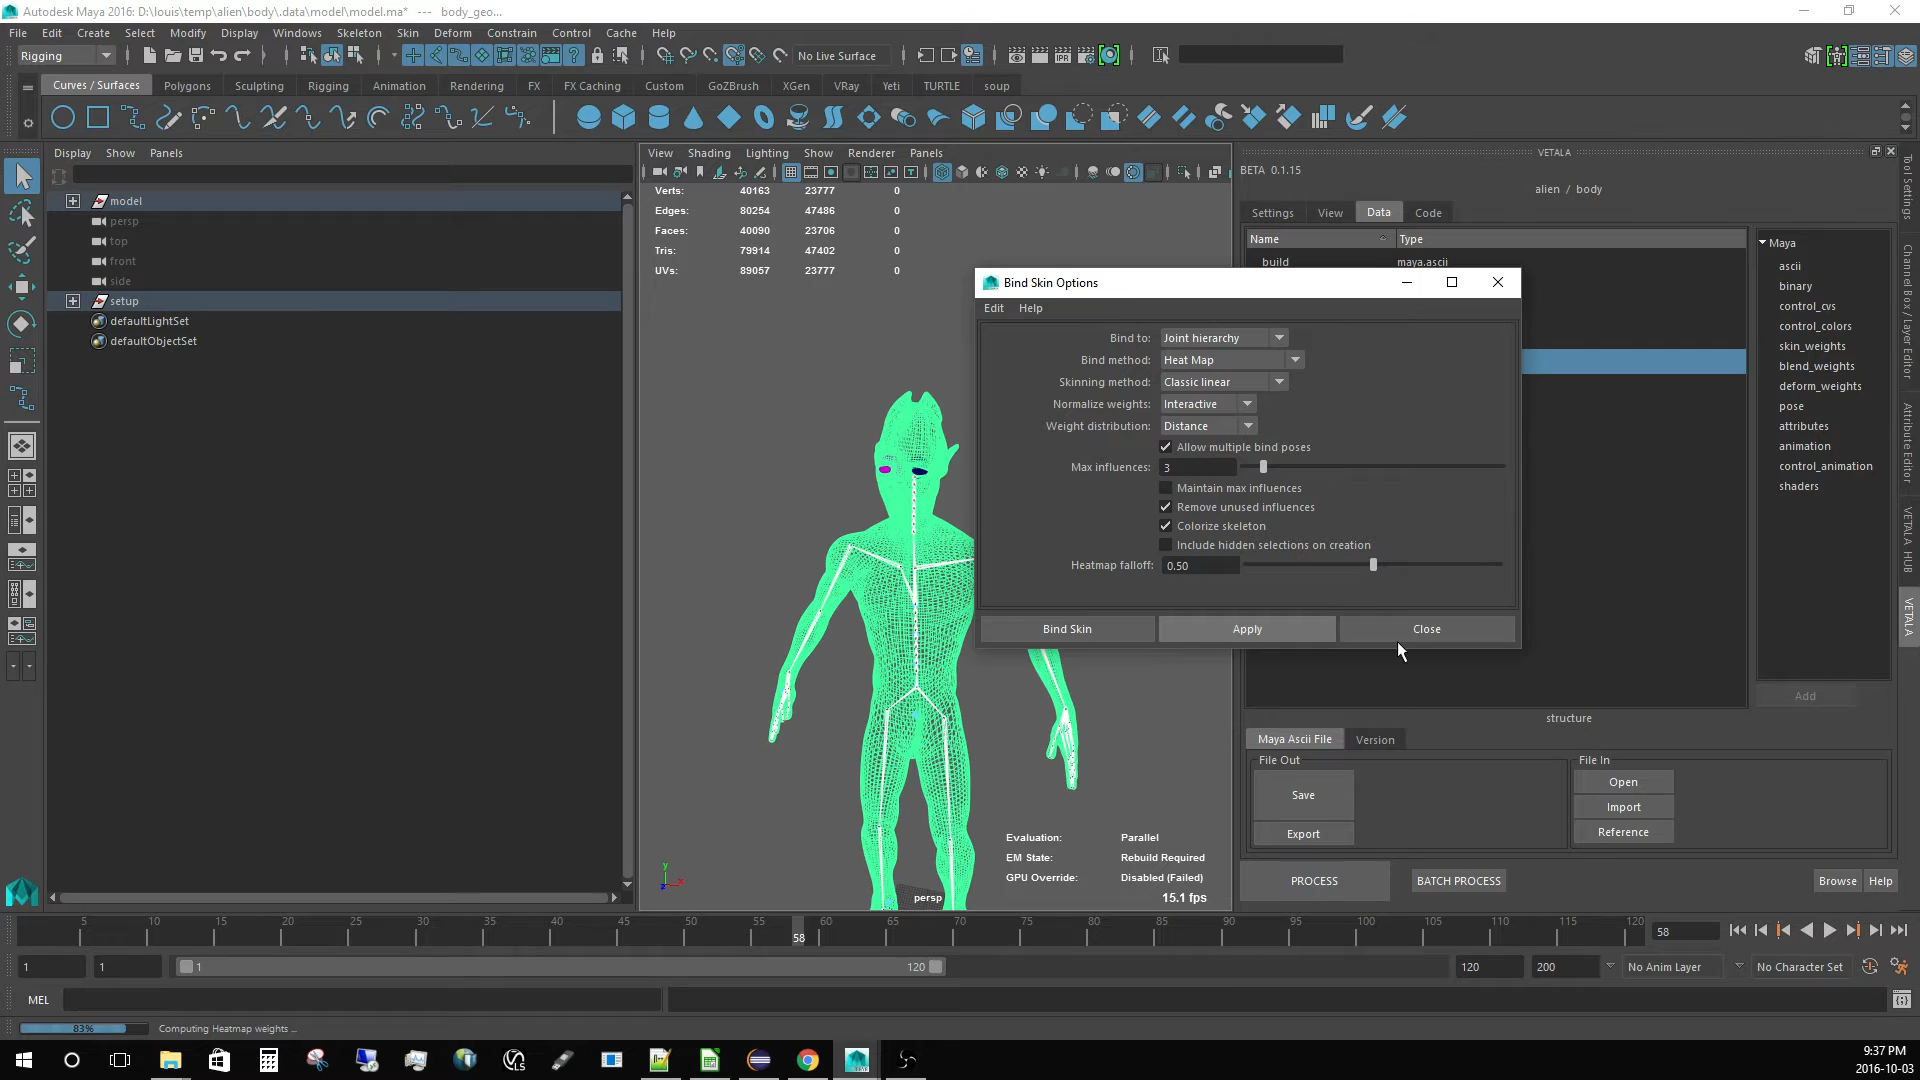 Autodesk Maya 2016: D:\louis\temp\alien\body\.data\model\model.ma* --- body_geo...
File Edit Create Select Modify Display Windows Skeleton Skin Deform Constrain Control Cache Help
Rigging
No Live Surface
IPR
Curves / Surfaces Polygons Sculpting Rigging Animation Rendering FX FX Caching Custom GoZBrush XGen VRay Yeti TURTLE soup
Display Show Panels
model
persp
top
front
side
setup
defaultLightSet
defaultObjectSet
View Shading Lighting Show Renderer Panels
Verts: 40163 23777 0
Edges: 80254 47486 0
Faces: 40090 23706 0
Tris: 79914 47402 0
UVs: 89057 23777 0
Evaluation: Parallel
EM State: Rebuild Required
GPU Override: Disabled (Failed)
persp
15.1 fps
y
x
z
Bind Skin Options
Edit Help
Bind to: Joint hierarchy
Bind method: Heat Map
Skinning method: Classic linear
Normalize weights: Interactive
Weight distribution: Distance
Allow multiple bind poses
Max influences: 3
Maintain max influences
Remove unused influences
Colorize skeleton
Include hidden selections on creation
Heatmap falloff: 0.50
Bind Skin Apply Close
VETALA
BETA 0.1.15
alien / body
Settings View Data Code
Name Type
build maya.ascii
Maya
ascii
binary
control_cvs
control_colors
skin_weights
blend_weights
deform_weights
pose
attributes
animation
control_animation
shaders
Add
structure
Maya Ascii File Version
File Out
Save
Export
File In
Open
Import
Reference
PROCESS BATCH PROCESS Browse Help
Tool Settings
Channel Box / Layer Editor
Attribute Editor
VETALA HUB
VETALA
5 10 15 20 25 30 35 40 45 50 55 60 65 70 75 80 85 90 95 100 105 110 115 120
58
58
1 1 1 120 120 200 No Anim Layer No Character Set
MEL
83% Computing Heatmap weights ...
LS
9:37 PM
2016-10-03